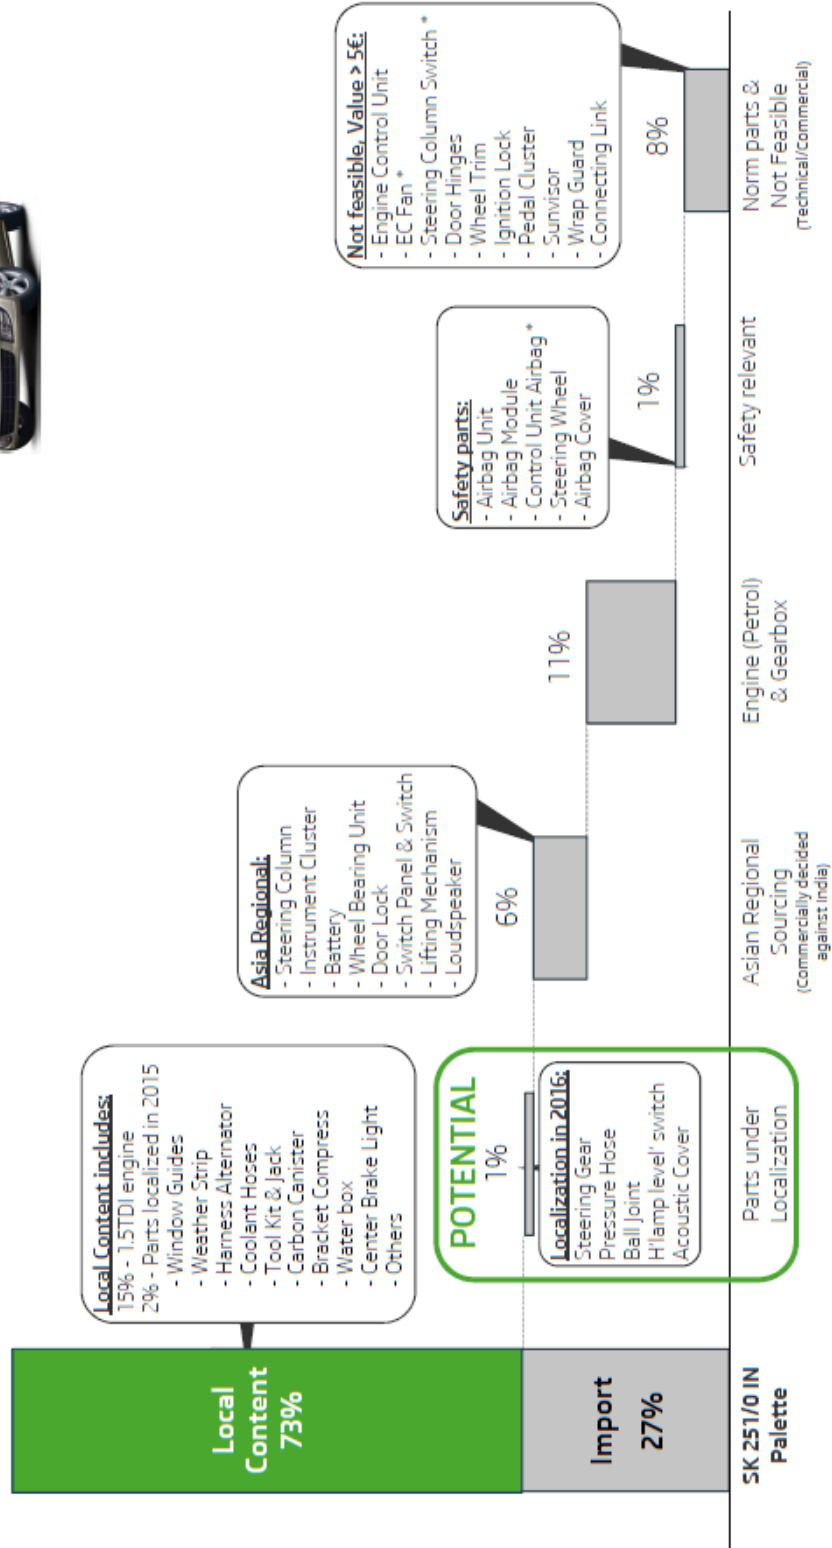 Local
Content
73%
Import
27%
SK 251/0 IN
Palette
Local Content includes:
15% - 1.5TDI engine
2% - Parts localized in 2015
- Window Guides
- Weather Strip
- Harness Alternator
- Coolant Hoses
- Tool Kit & Jack
- Carbon Canister
- Bracket Compress
- Water box
- Center Brake Light
- Others
POTENTIAL
1%
Localization in 2016:
Steering Gear
Pressure Hose
Ball Joint
H'lamp level' switch
Acoustic Cover
Parts under
Localization
Asia Regional:
- Steering Column
- Instrument Cluster
- Battery
- Wheel Bearing Unit
- Door Lock
- Switch Panel & Switch
- Lifting Mechanism
- Loudspeaker
6%
Asian Regional
Sourcing
(Commercially decided
against India)
11%
Engine (Petrol)
& Gearbox
Safety parts:
- Airbag Unit
- Airbag Module
- Control Unit Airbag *
- Steering Wheel
- Airbag Cover
1%
Safety relevant
Not feasible, Value > 5€:
- Engine Control Unit
- EC Fan *
- Steering Column Switch *
- Door Hinges
- Wheel Trim
- Ignition Lock
- Pedal Cluster
- Sunvisor
- Wrap Guard
- Connecting Link
8%
Norm parts &
Not Feasible
(Technical/Commercial)